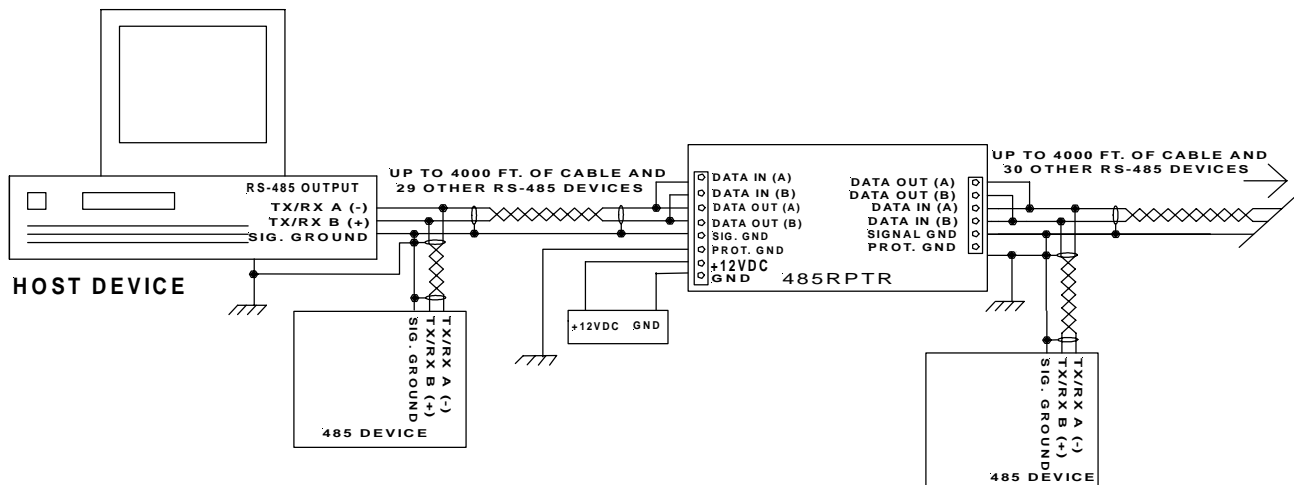 RS-485 OUTPUT
TX/RX A (-)
TX/RX B (+)
SIG. GROUND
HOST DEVICE
UP TO 4000 FT. OF CABLE AND
29 OTHER RS-485 DEVICES
SIG. GROUND
TX/RX B (+)
TX/RX A (-)
485 DEVICE
+12VDC GND
DATA IN (A)
DATA IN (B)
DATA OUT (A)
DATA OUT (B)
SIG. GND
PROT. GND
+12VDC
GND
DATA OUT (A)
DATA OUT (B)
DATA IN (A)
DATA IN (B)
SIGNAL GND
PROT. GND
485RPTR
UP TO 4000 FT. OF CABLE AND
30 OTHER RS-485 DEVICES
SIG. GROUND
TX/RX B (+)
TX/RX A (-)
485 DEVICE